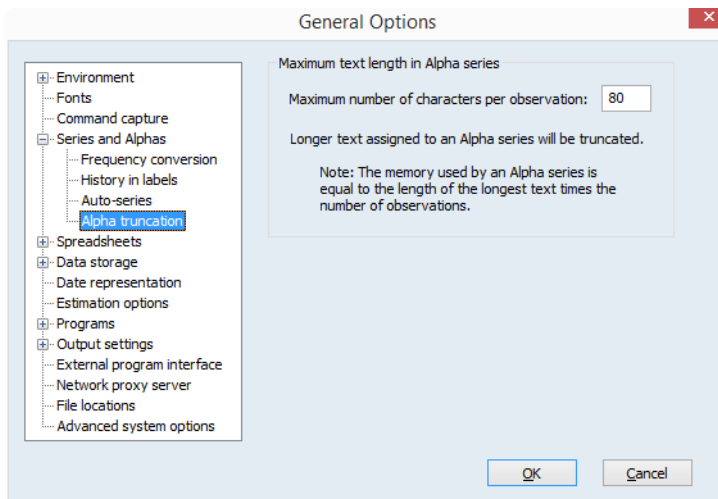 General Options
Environment
Fonts
Command capture
Series and Alphas
Frequency conversion
History in labels
Auto-series
Alpha truncation
Spreadsheets
Data storage
Date representation
Estimation options
Programs
Output settings
External program interface
Network proxy server
File locations
Advanced system options
Maximum text length in Alpha series
Maximum number of characters per observation: 80
Longer text assigned to an Alpha series will be truncated.
Note: The memory used by an Alpha series is
equal to the length of the longest text times the
number of observations.
OK
Cancel